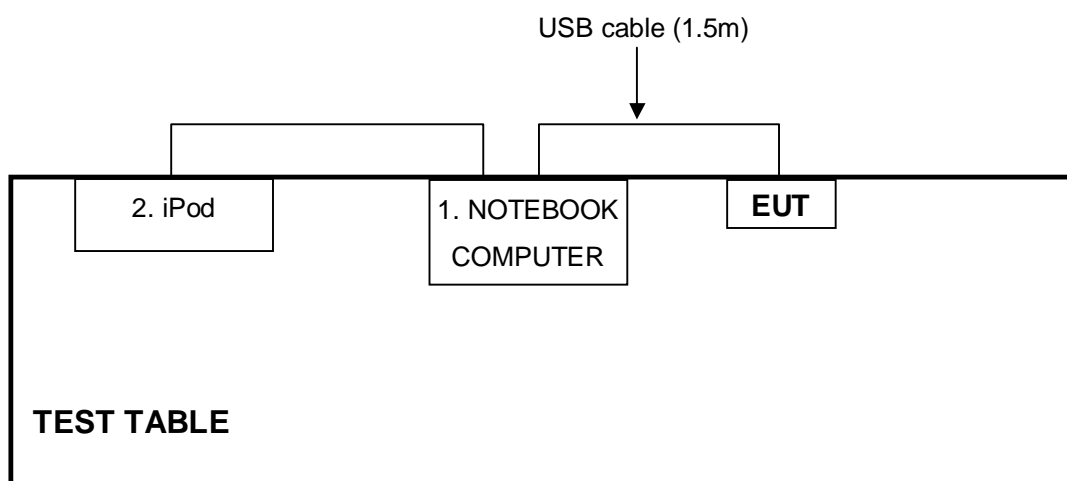 USB cable (1.5m)
2. iPod
1. NOTEBOOK
COMPUTER
EUT
TEST TABLE